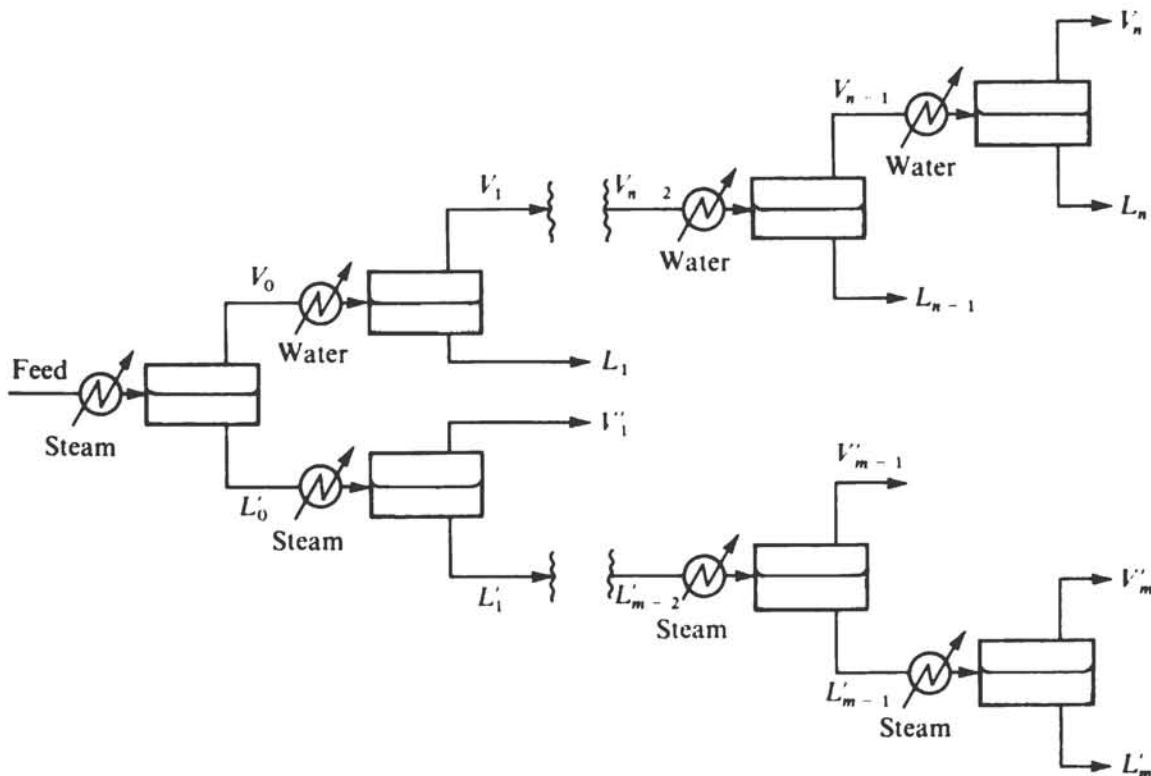 Vₙ
Vₙ₋₁
Water
V₁
Vₙ 2
Lₙ
Water
V₀
Lₙ₋₁
Water
L₁
Feed
V'₁
Steam
V'ₘ₋₁
L'₀
Steam
L'₁
L'ₘ₋₂
V'ₘ
Steam
L'ₘ₋₁
Steam
L'ₘ